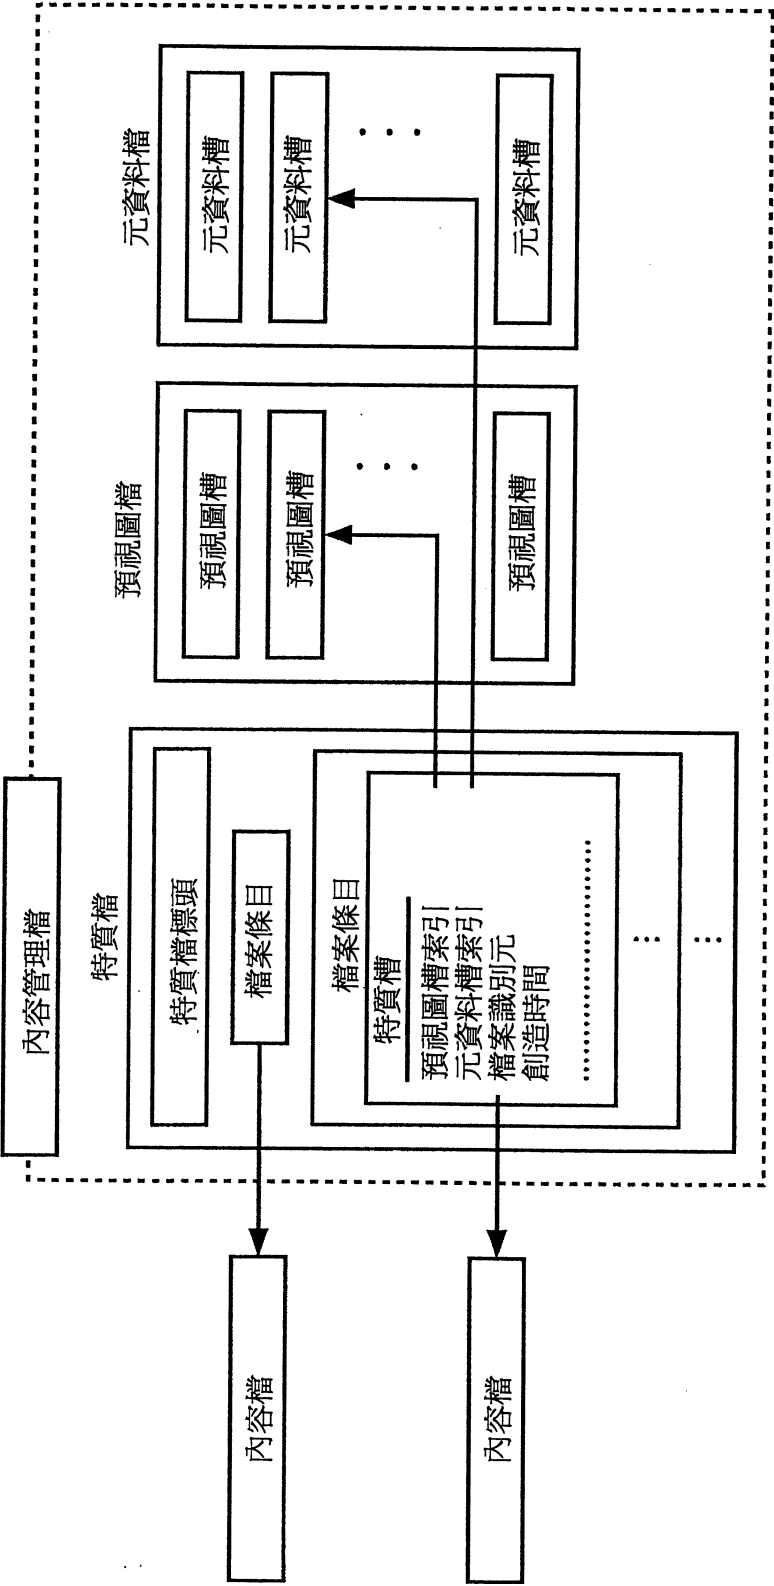 內容管理檔
特質檔
特質檔標頭
檔案條目
檔案條目
特質槽
預視圖槽索引
元資料槽索引
檔案識別元
創造時間
預視圖檔
預視圖槽
預視圖槽
預視圖槽
元資料檔
元資料槽
元資料槽
元資料槽
內容檔
內容檔